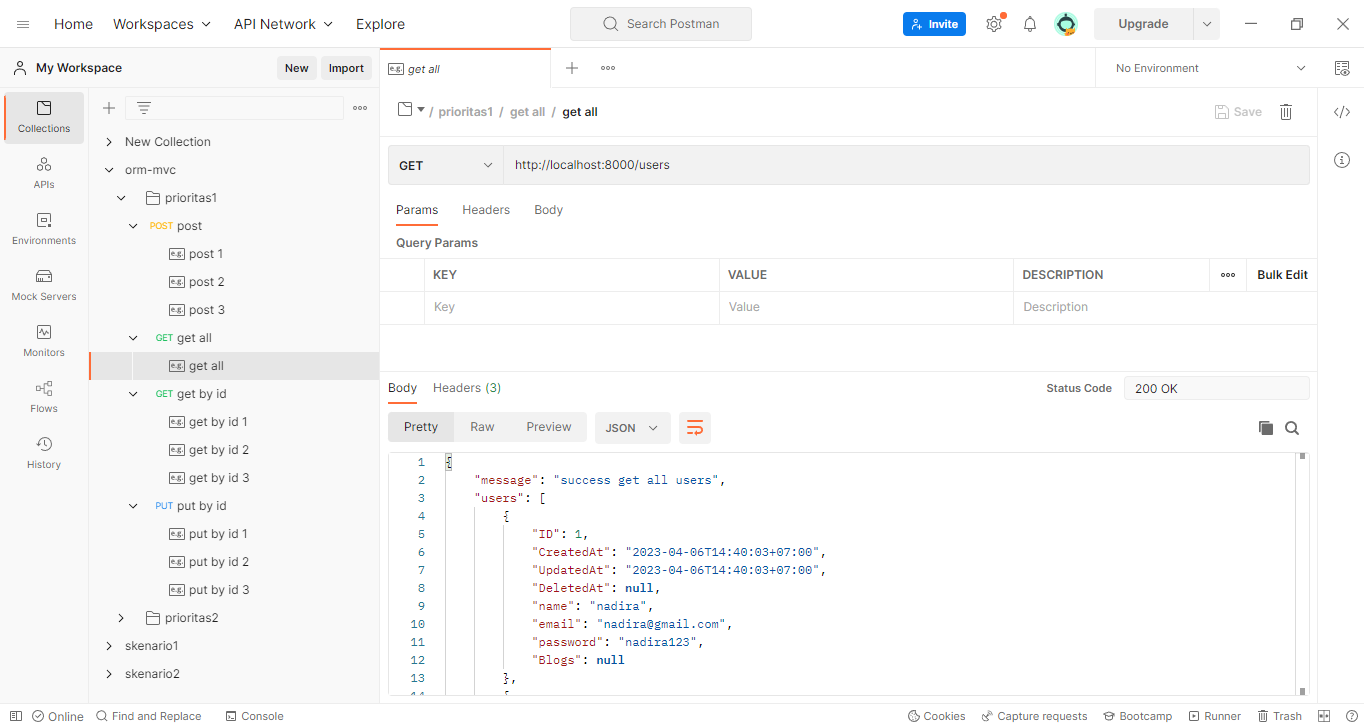 Home Workspaces API Network Explore Search Postman Invite Upgrade
My Workspace New Import
e.g. get all No Environment
Collections
APIs
Environments
Mock Servers
Monitors
Flows
History
New Collection
orm-mvc
prioritas1
POST post
e.g. post 1
e.g. post 2
e.g. post 3
GET get all
e.g. get all
GET get by id
e.g. get by id 1
e.g. get by id 2
e.g. get by id 3
PUT put by id
e.g. put by id 1
e.g. put by id 2
e.g. put by id 3
prioritas2
skenario1
skenario2
/ prioritas1 / get all / get all Save
GET http://localhost:8000/users
Params Headers Body
Query Params
KEY VALUE DESCRIPTION Bulk Edit
Key Value Description
Body Headers (3) Status Code 200 OK
Pretty Raw Preview JSON
1 {
2 "message": "success get all users",
3 "users": [
4 {
5 "ID": 1,
6 "CreatedAt": "2023-04-06T14:40:03+07:00",
7 "UpdatedAt": "2023-04-06T14:40:03+07:00",
8 "DeletedAt": null,
9 "name": "nadira",
10 "email": "nadira@gmail.com",
11 "password": "nadira123",
12 "Blogs": null
13 },
14 {
Online Find and Replace Console Cookies Capture requests Bootcamp Runner Trash